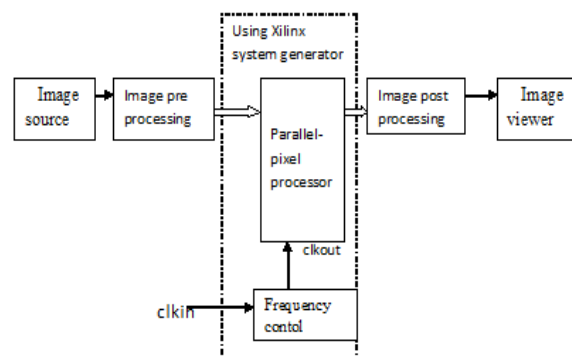 Using Xilinx
system generator
Image
source
Image pre
processing
Parallel-
pixel
processor
Image post
processing
Image
viewer
clkout
clkin
Frequency
contol